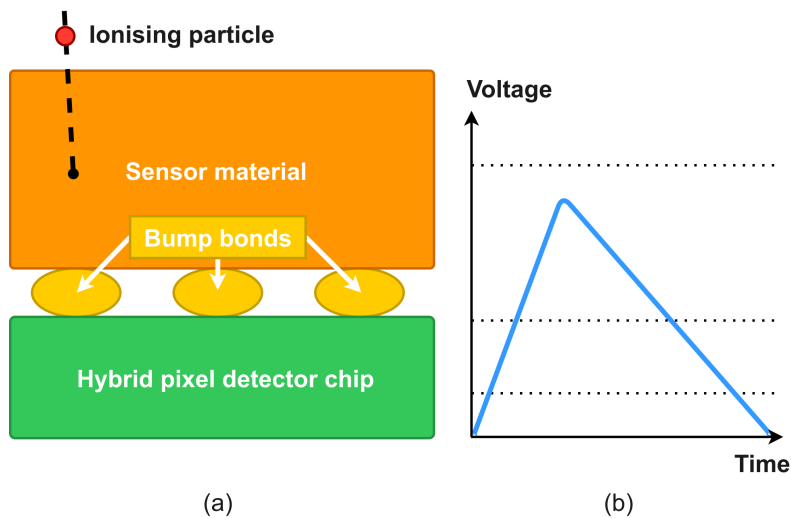 Ionising particle
Sensor material
Bump bonds
Hybrid pixel detector chip
(a)
Voltage
Time
(b)